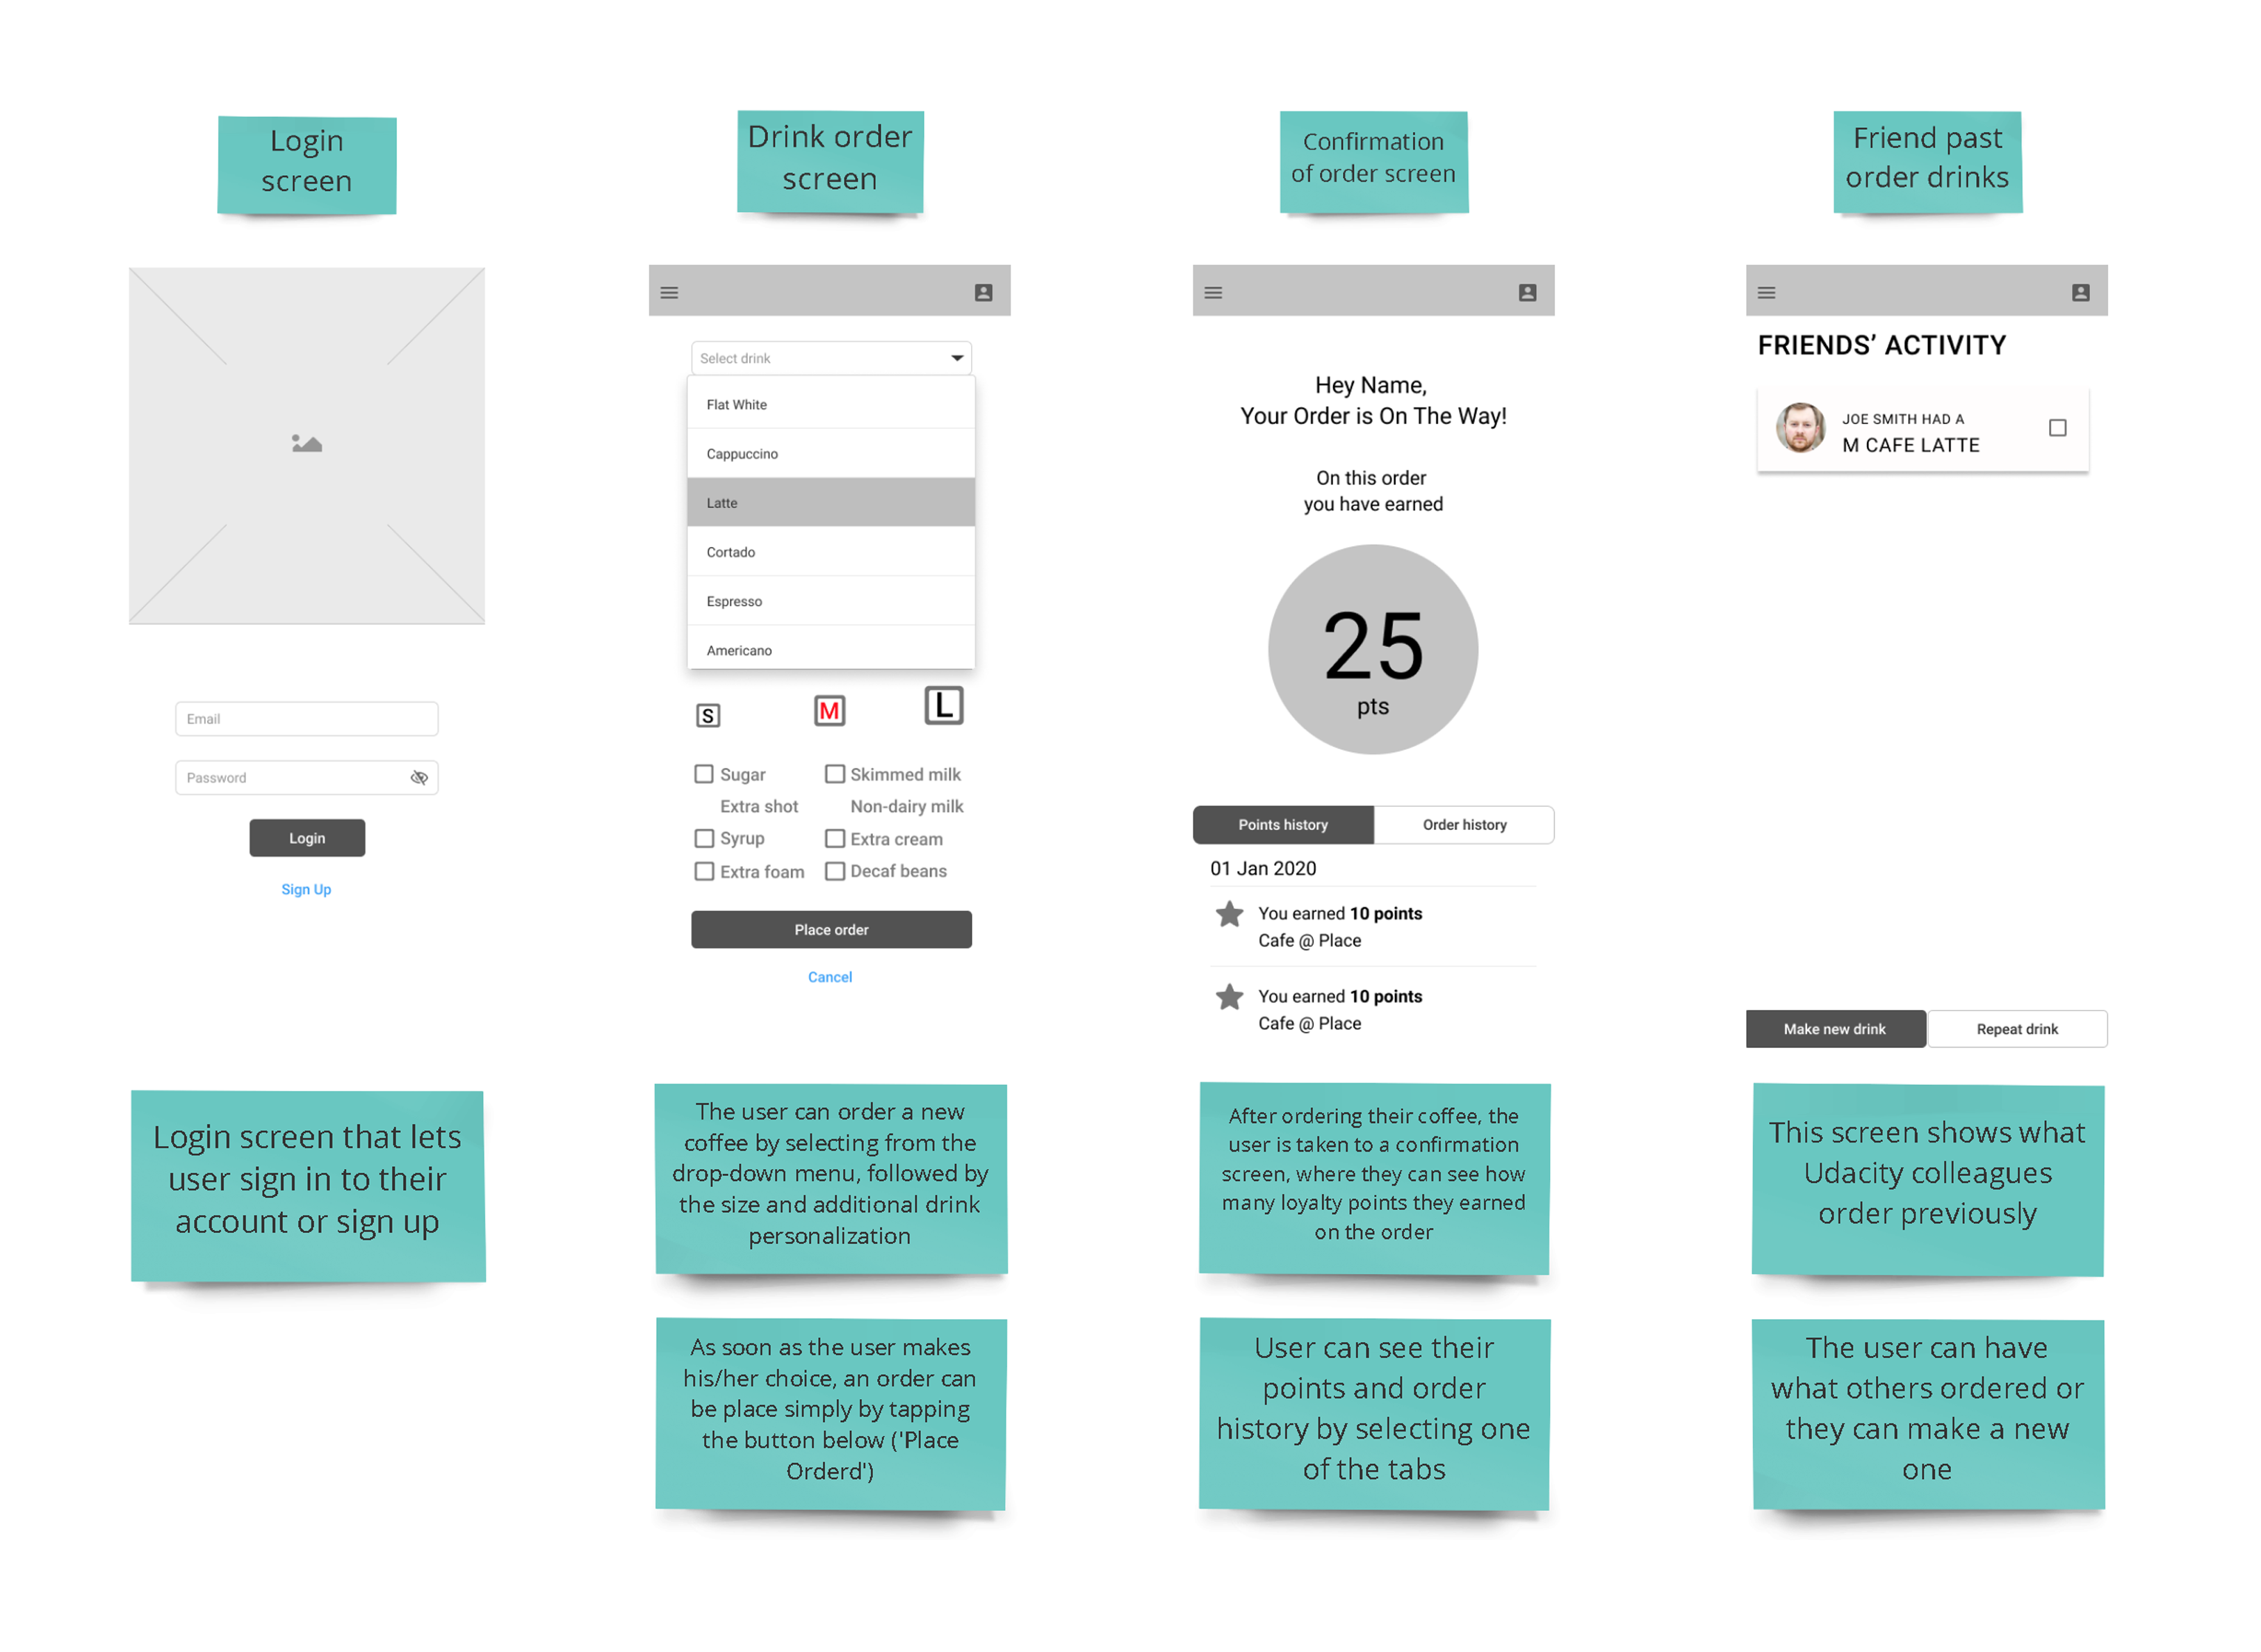 Login
screen
Email
Password
Login
Sign Up
Login screen that lets
user sign in to their
account or sign up
Drink order
screen
Select drink
Flat White
Cappuccino
Latte
Cortado
Espresso
Americano
S
M
L
Sugar
Skimmed milk
Extra shot
Non-dairy milk
Syrup
Extra cream
Extra foam
Decaf beans
Place order
Cancel
The user can order a new
coffee by selecting from the
drop-down menu, followed by
the size and additional drink
personalization
As soon as the user makes
his/her choice, an order can
be place simply by tapping
the button below ('Place
Orderd')
Confirmation
of order screen
Hey Name,
Your Order is On The Way!
On this order
you have earned
25
pts
Points history
Order history
01 Jan 2020
You earned 10 points
Cafe @ Place
You earned 10 points
Cafe @ Place
After ordering their coffee, the
user is taken to a confirmation
screen, where they can see how
many loyalty points they earned
on the order
User can see their
points and order
history by selecting one
of the tabs
Friend past
order drinks
FRIENDS’ ACTIVITY
JOE SMITH HAD A
M CAFE LATTE
Make new drink
Repeat drink
This screen shows what
Udacity colleagues
order previously
The user can have
what others ordered or
they can make a new
one